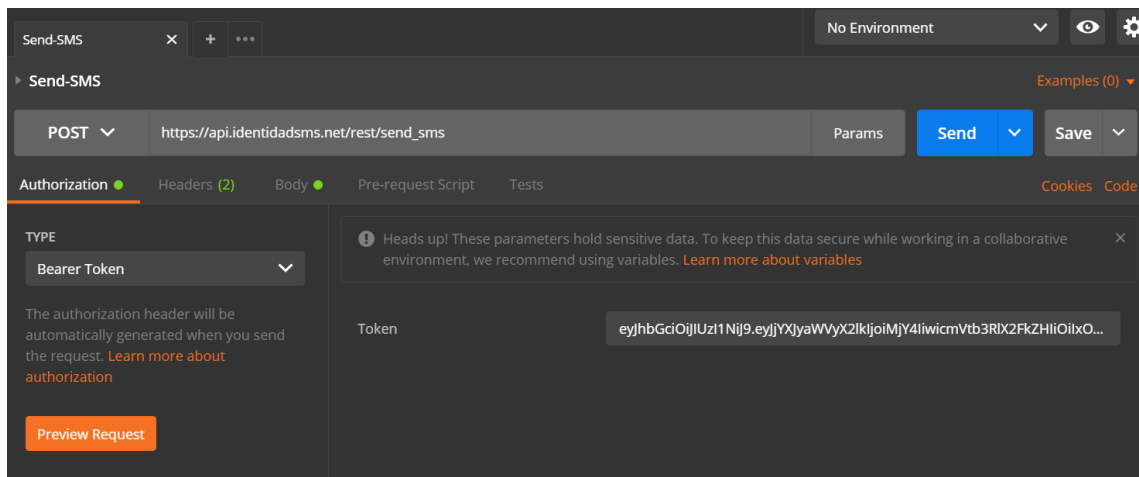 Send-SMS
No Environment
Send-SMS
Examples (0)
POST
https://api.identidadsms.net/rest/send_sms
Params
Send
Save
Authorization
Headers (2)
Body
Pre-request Script
Tests
Cookies
Code
TYPE
Bearer Token
The authorization header will be
automatically generated when you send
the request. Learn more about
authorization
Preview Request
Heads up! These parameters hold sensitive data. To keep this data secure while working in a collaborative
environment, we recommend using variables. Learn more about variables
Token
eyJhbGciOiJIUzI1NiJ9.eyJjYXJyaWVyX2lkIjoiMjY4IiwicmVtb3RlX2FkZHIiOiIxO...